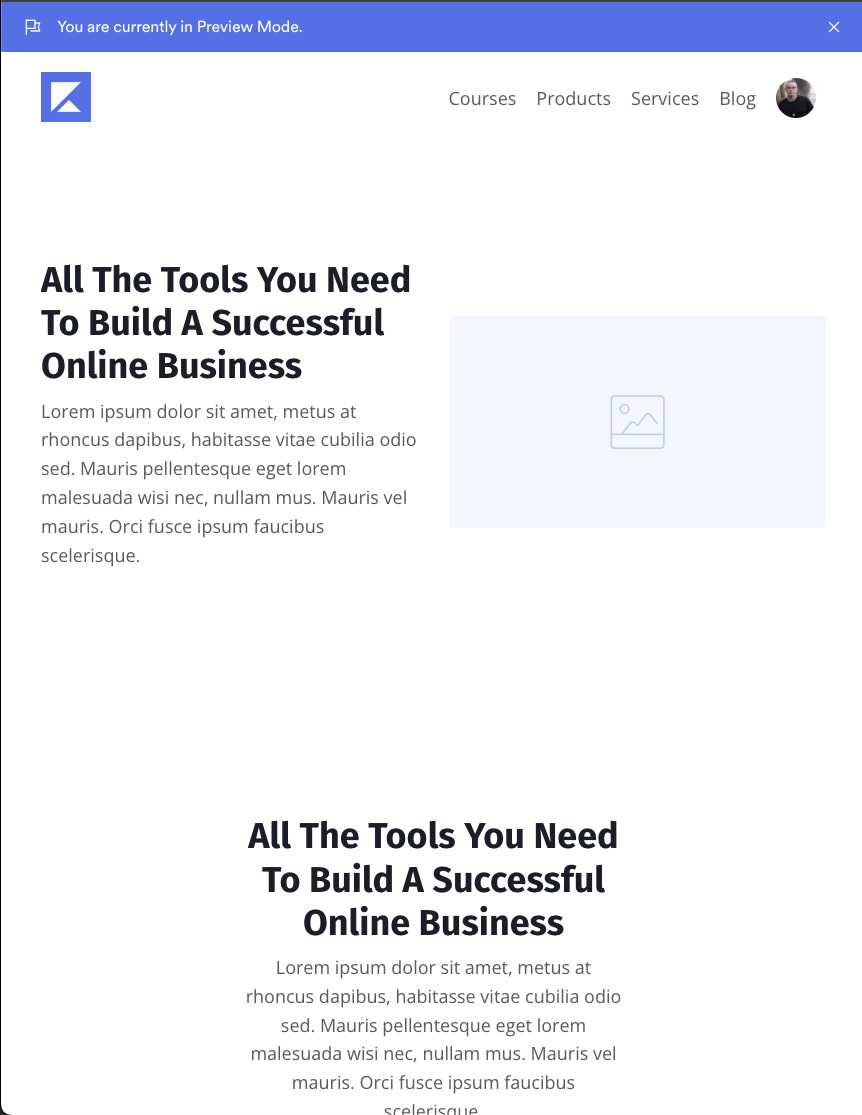 You are currently in Preview Mode.
Courses Products Services Blog
All The Tools You Need
To Build A Successful
Online Business
Lorem ipsum dolor sit amet, metus at
rhoncus dapibus, habitasse vitae cubilia odio
sed. Mauris pellentesque eget lorem
malesuada wisi nec, nullam mus. Mauris vel
mauris. Orci fusce ipsum faucibus
scelerisque.
All The Tools You Need
To Build A Successful
Online Business
Lorem ipsum dolor sit amet, metus at
rhoncus dapibus, habitasse vitae cubilia odio
sed. Mauris pellentesque eget lorem
malesuada wisi nec, nullam mus. Mauris vel
mauris. Orci fusce ipsum faucibus
scelerisque.